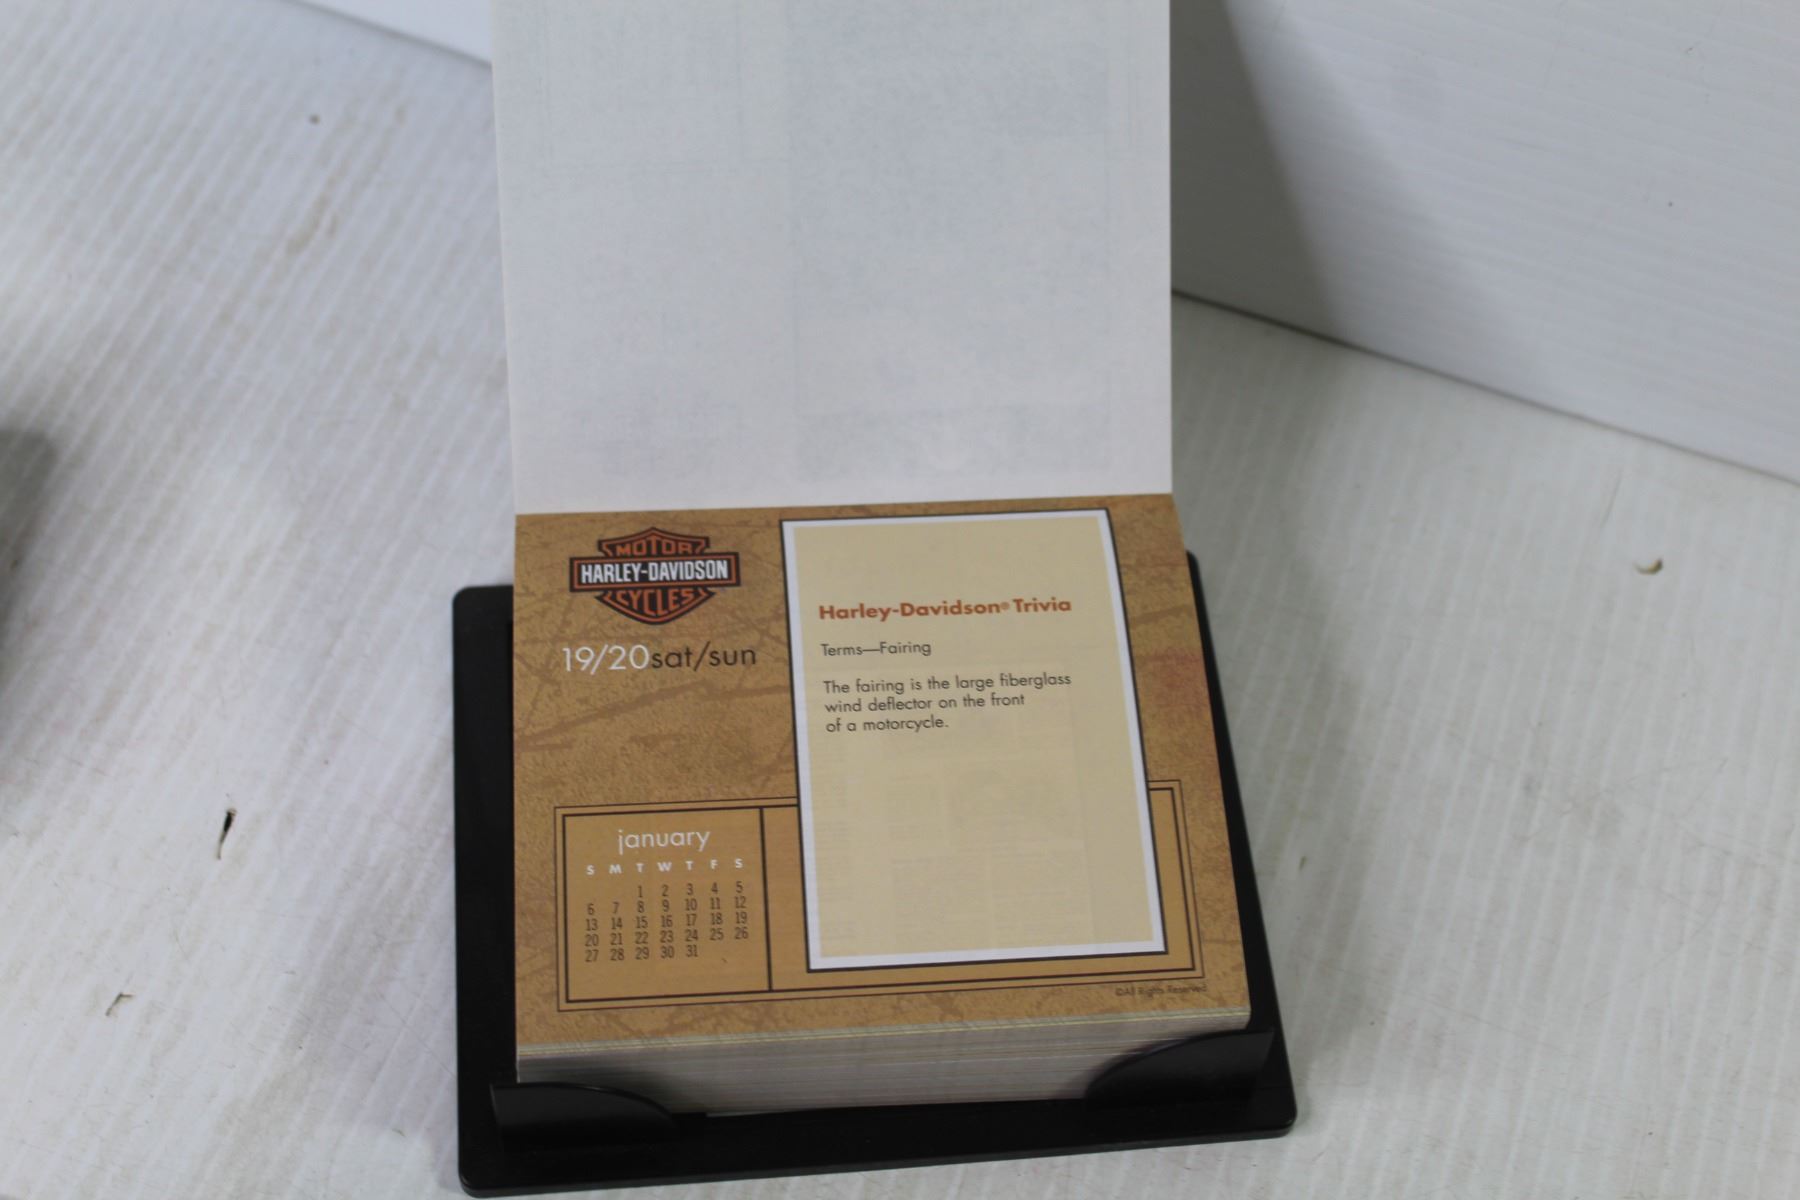 MOTOR
HARLEY-DAVIDSON
CYCLES
19/20sat/sun
Harley-Davidson® Trivia
Terms—Fairing
The fairing is the large fiberglass
wind deflector on the front
of a motorcycle.
january
S M T W T F S
1 2 3 4 5
6 7 8 9 10 11 12
13 14 15 16 17 18 19
20 21 22 23 24 25 26
27 28 29 30 31
©All Rights Reserved